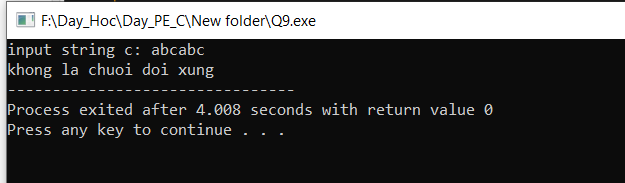 F:\Day_Hoc\Day_PE_C\New folder\Q9.exe
input string c: abcabc
khong la chuoi doi xung
--------------------------------
Process exited after 4.008 seconds with return value 0
Press any key to continue . . .